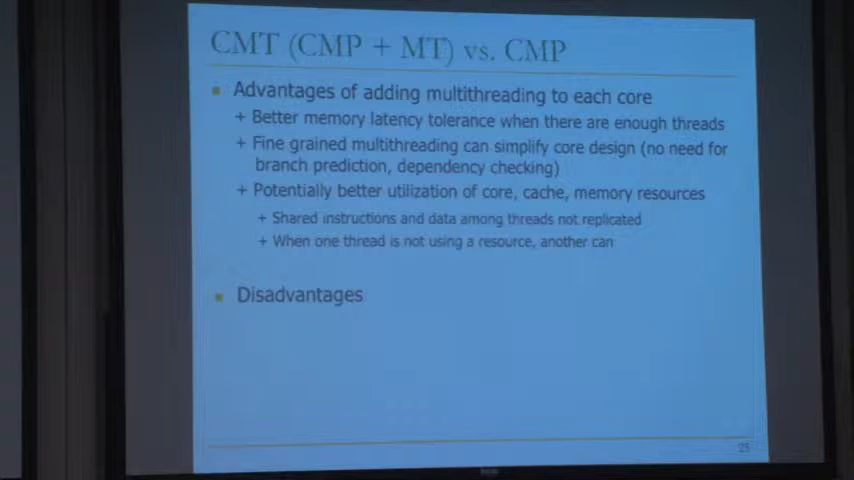 CMT (CMP + MT) vs. CMP
Advantages of adding multithreading to each core
+ Better memory latency tolerance when there are enough threads
+ Fine grained multithreading can simplify core design (no need for
branch prediction, dependency checking)
+ Potentially better utilization of core, cache, memory resources
+ Shared instructions and data among threads not replicated
+ When one thread is not using a resource, another can
Disadvantages
25